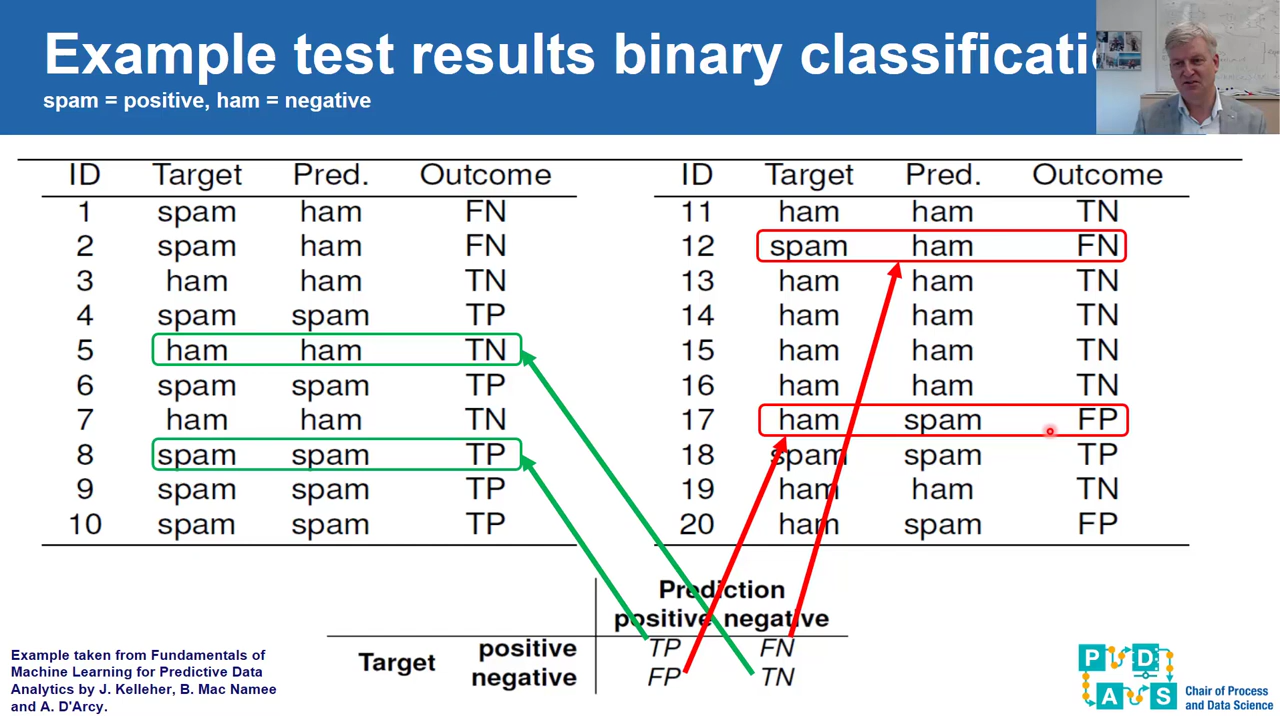 Example test results binary classificati
spam = positive, ham = negative
ID Target Pred. Outcome
1 spam ham FN
2 spam ham FN
3 ham ham TN
4 spam spam TP
5 ham ham TN
6 spam spam TP
7 ham ham TN
8 spam spam TP
9 spam spam TP
10 spam spam TP
ID Target Pred. Outcome
11 ham ham TN
12 spam ham FN
13 ham ham TN
14 ham ham TN
15 ham ham TN
16 ham ham TN
17 ham spam FP
18 spam spam TP
19 ham ham TN
20 ham spam FP
Prediction
positive negative
Target
positive TP FN
negative FP TN
Example taken from Fundamentals of
Machine Learning for Predictive Data
Analytics by J. Kelleher, B. Mac Namee
and A. D'Arcy.
P D
A S
Chair of Process
and Data Science